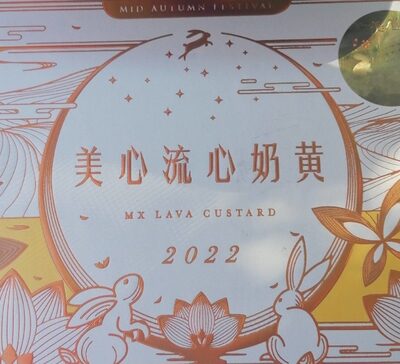 MID AUTUMN FESTIVAL
美心流心奶黄
MX LAVA CUSTARD
2022